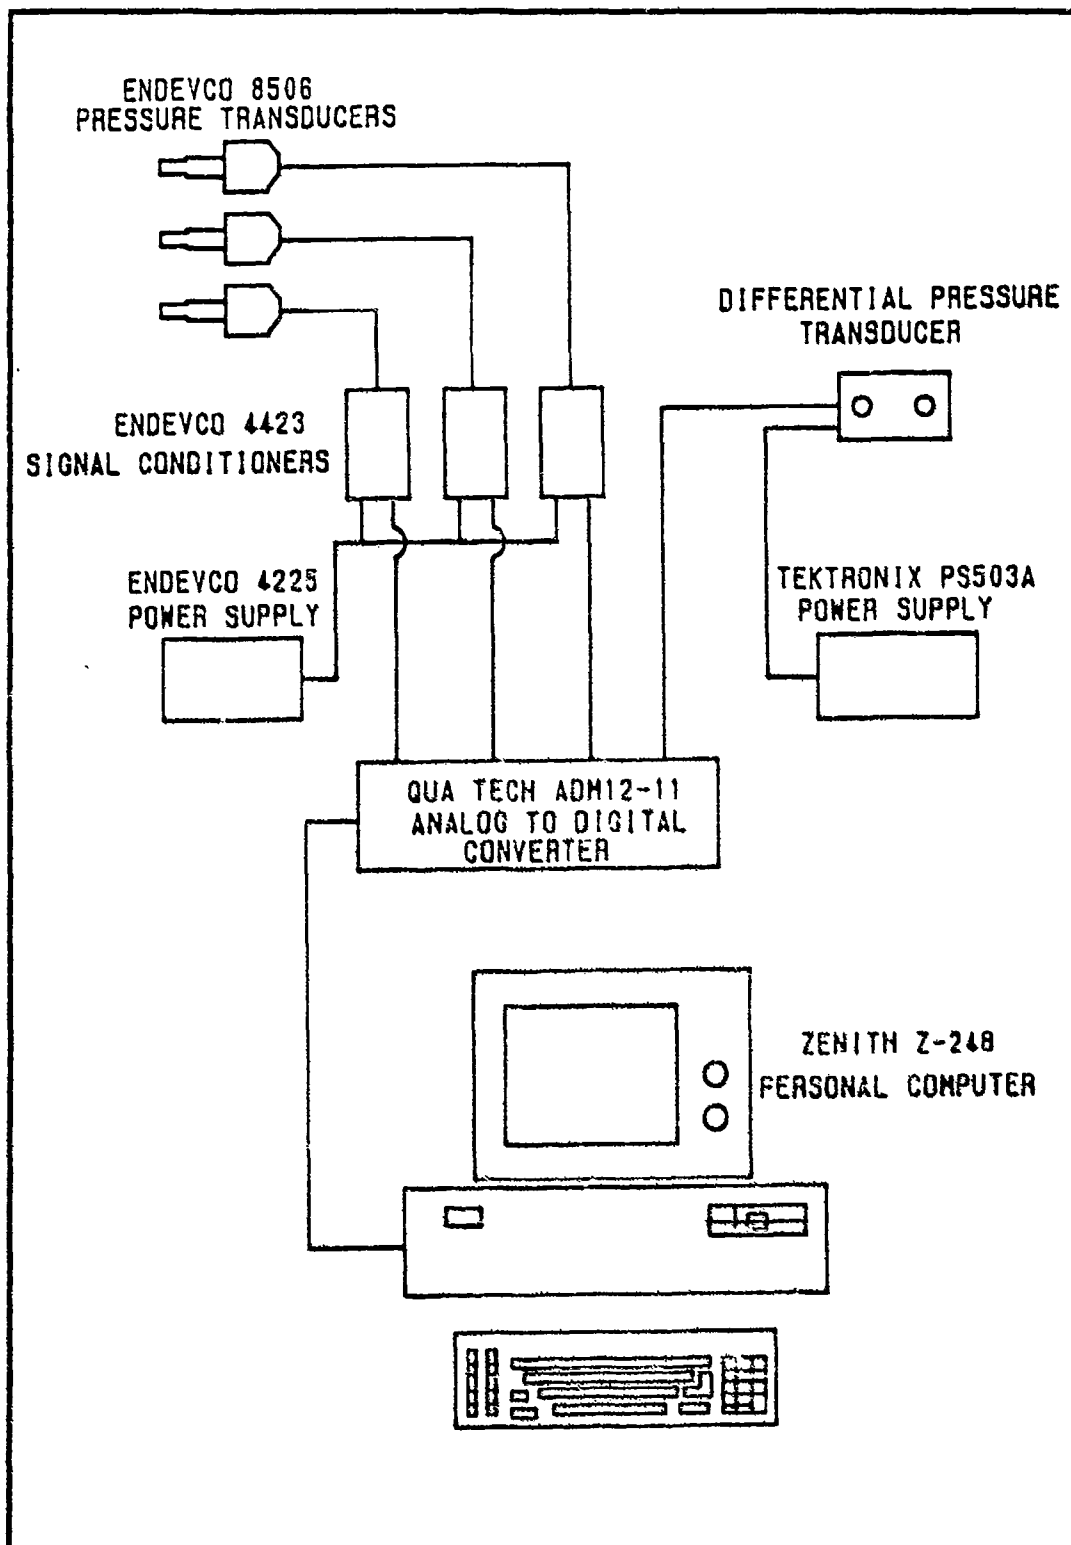 ENDEVCO 8506
PRESSURE TRANSDUCERS
DIFFERENTIAL PRESSURE
TRANSDUCER
ENDEVCO 4423
SIGNAL CONDITIONERS
ENDEVCO 4225
POWER SUPPLY
TEKTRONIX PS503A
POWER SUPPLY
QUA TECH ADM12-11
ANALOG TO DIGITAL
CONVERTER
ZENITH Z-248
PERSONAL COMPUTER